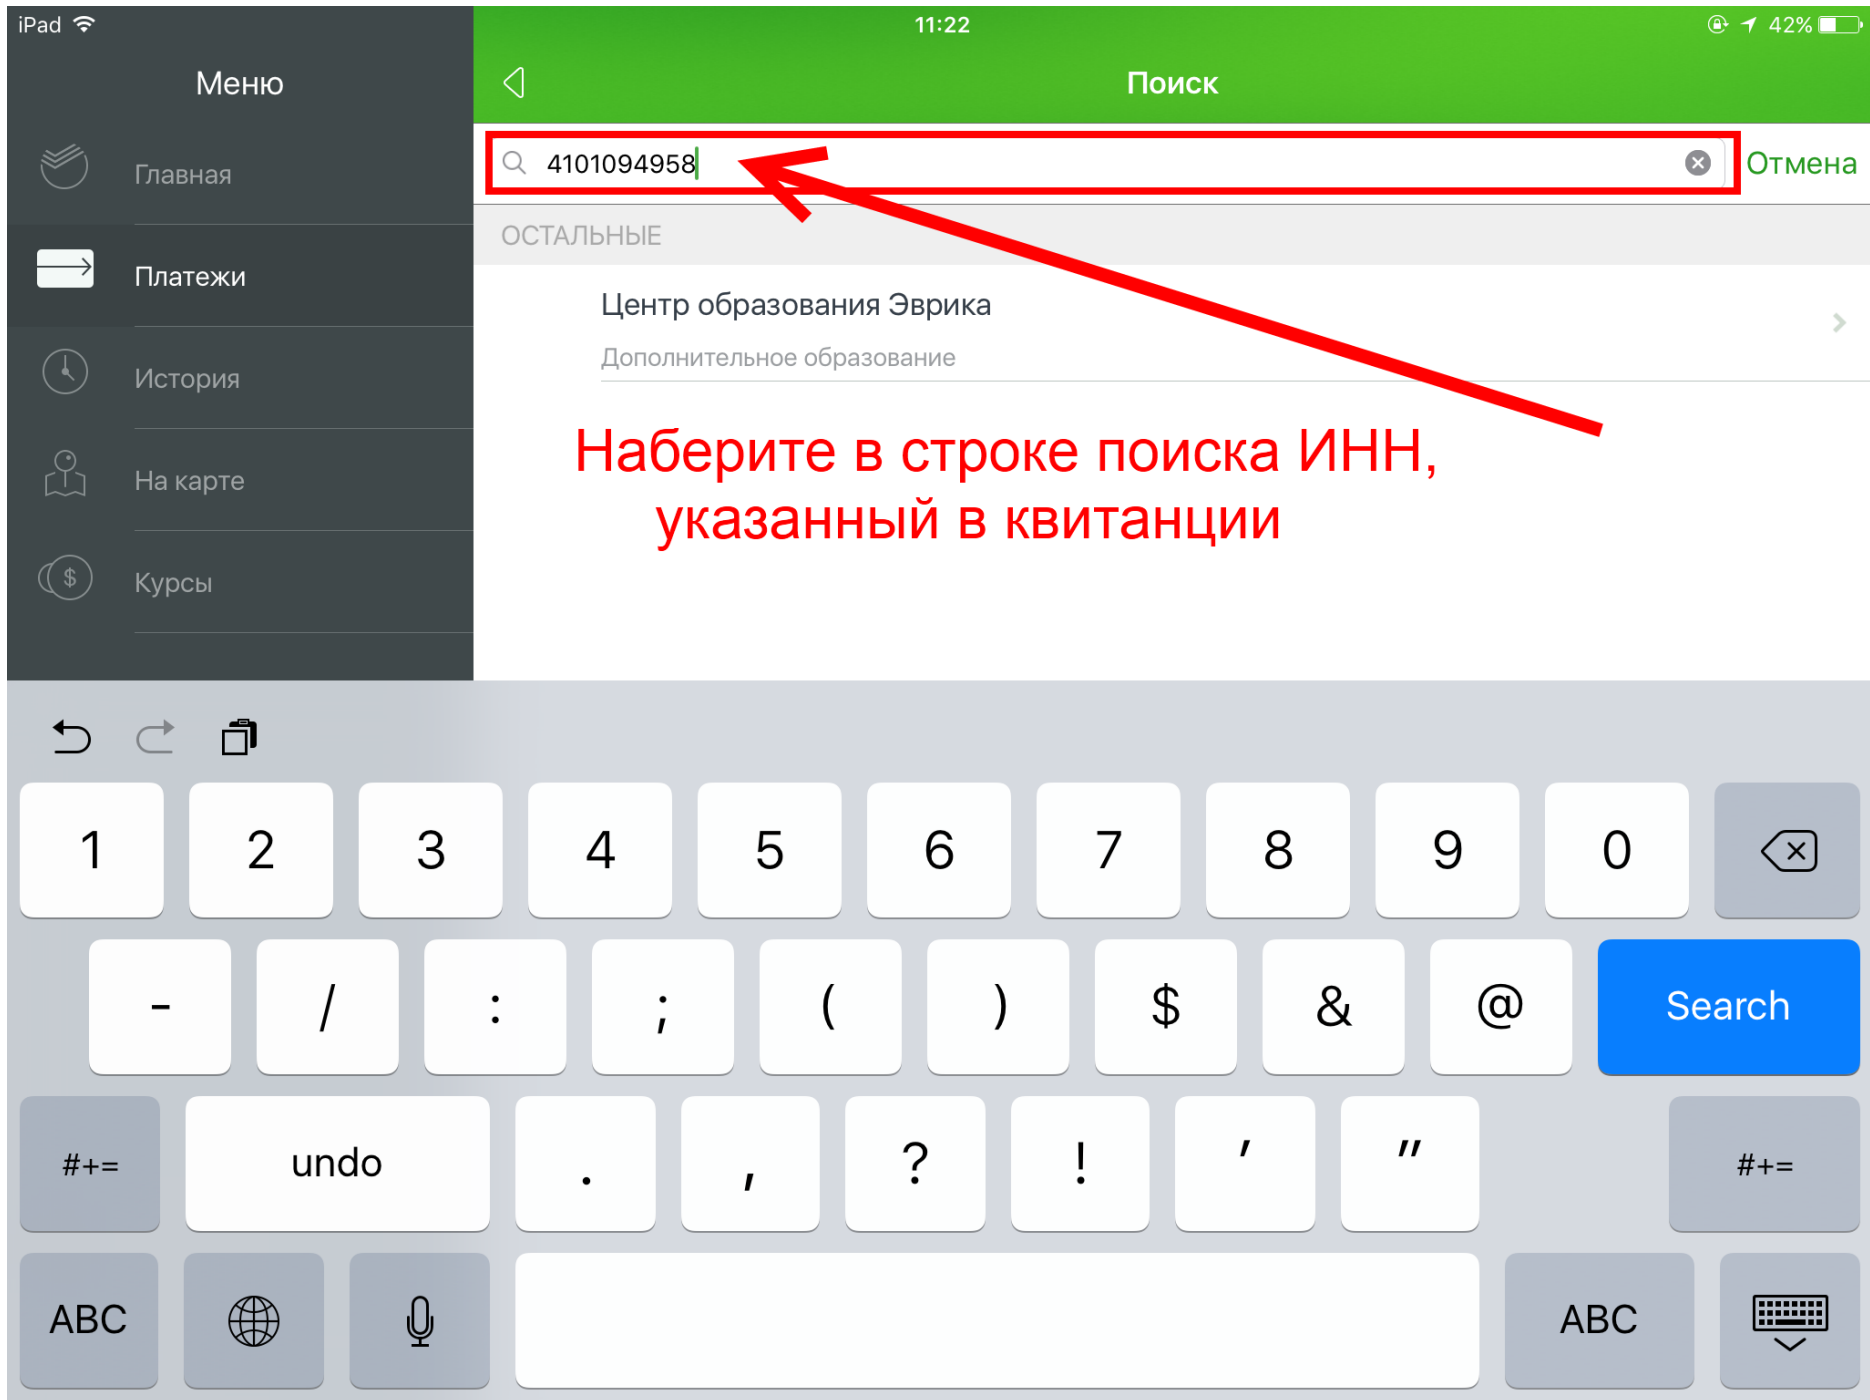 iPad
11:22
42%
Меню
Поиск
4101094958
Отмена
Главная
Платежи
История
На карте
Курсы
ОСТАЛЬНЫЕ
Центр образования Эврика
Дополнительное образование
Наберите в строке поиска ИНН,
указанный в квитанции
1 2 3 4 5 6 7 8 9 0
- / : ; ( ) $ & @ Search
#+= undo . , ? ! ' " #+=
ABC ABC